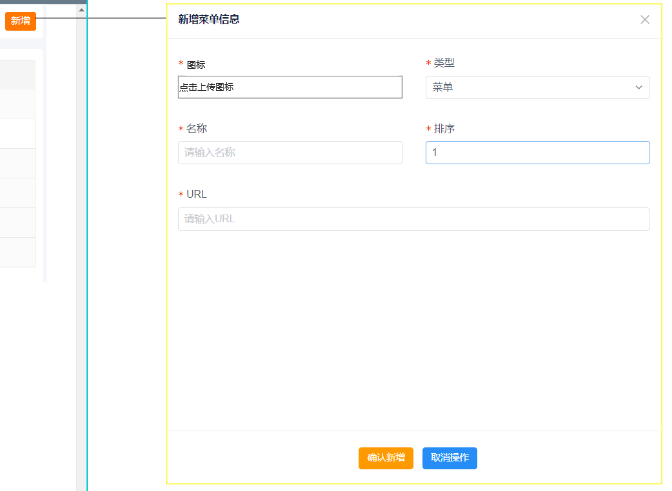 新增
新增菜单信息
* 图标
* 类型
点击上传图标
菜单
* 名称
* 排序
请输入名称
1
* URL
请输入URL
确认新增
取消操作